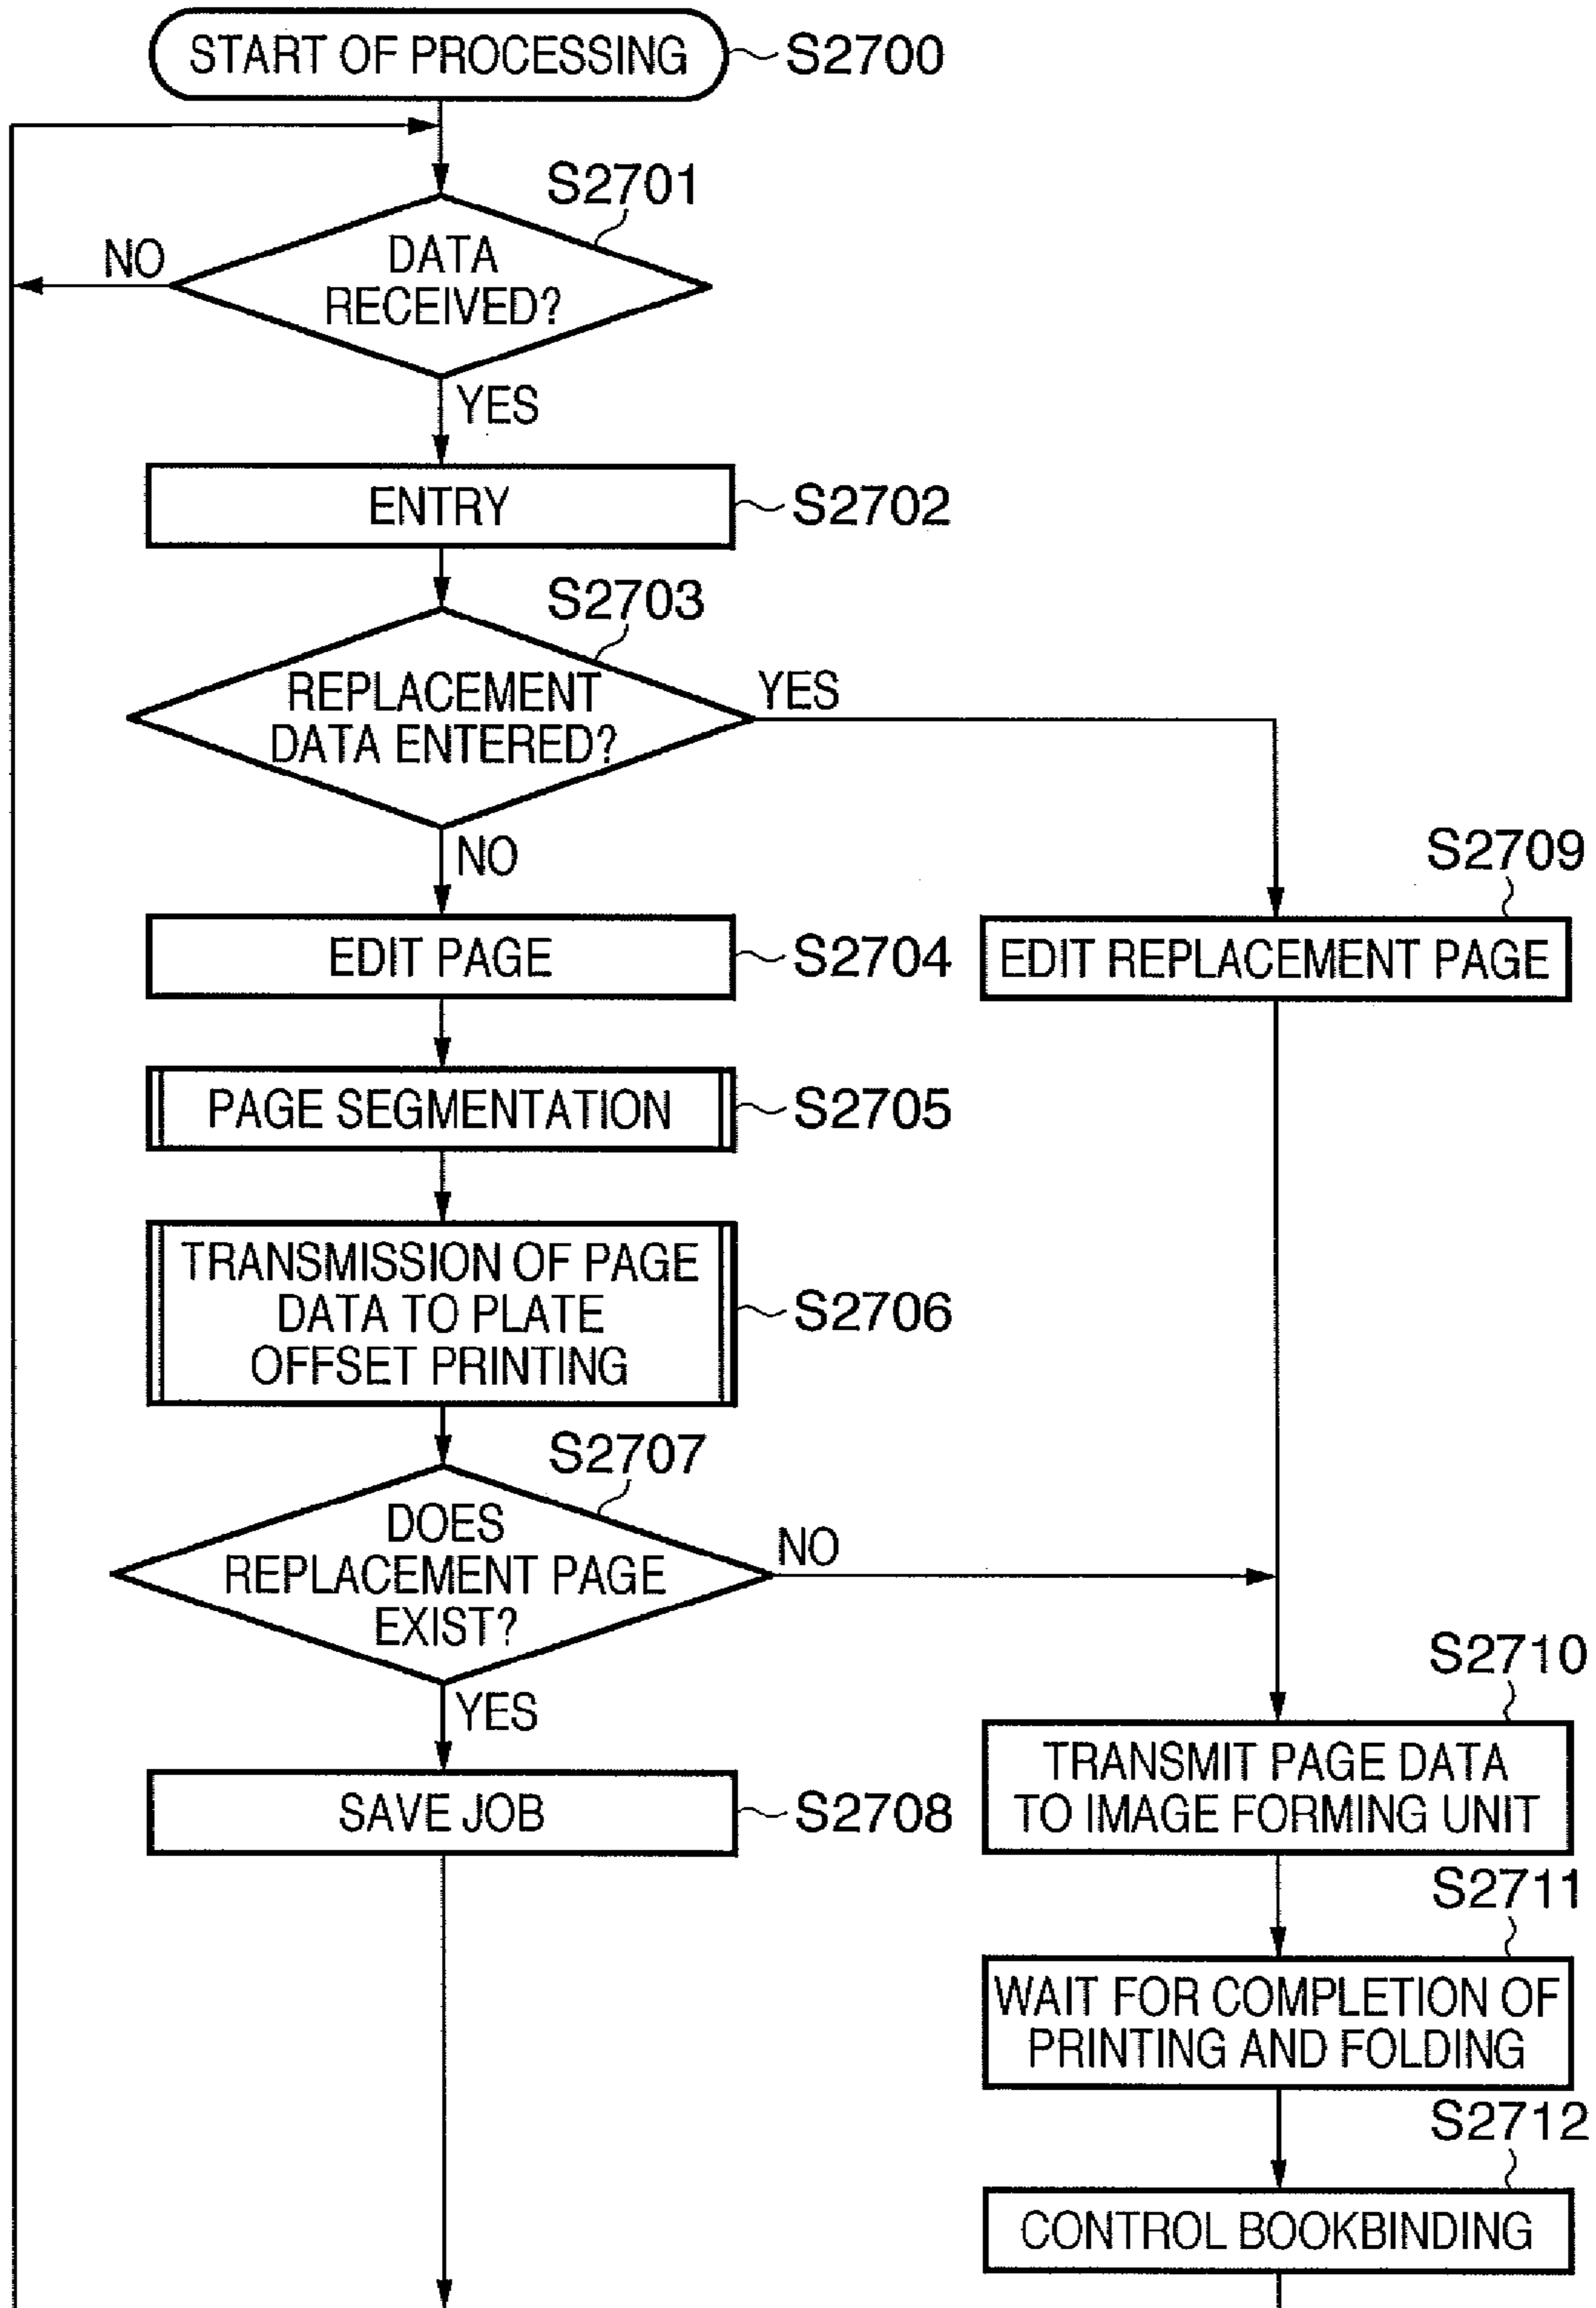 START OF PROCESSING
S2700
S2701
DATA
RECEIVED?
NO
YES
ENTRY
S2702
S2703
REPLACEMENT
DATA ENTERED?
YES
NO
EDIT PAGE
S2704
S2709
EDIT REPLACEMENT PAGE
PAGE SEGMENTATION
S2705
TRANSMISSION OF PAGE
DATA TO PLATE
OFFSET PRINTING
S2706
S2707
DOES
REPLACEMENT PAGE
EXIST?
NO
YES
SAVE JOB
S2708
S2710
TRANSMIT PAGE DATA
TO IMAGE FORMING UNIT
S2711
WAIT FOR COMPLETION OF
PRINTING AND FOLDING
S2712
CONTROL BOOKBINDING